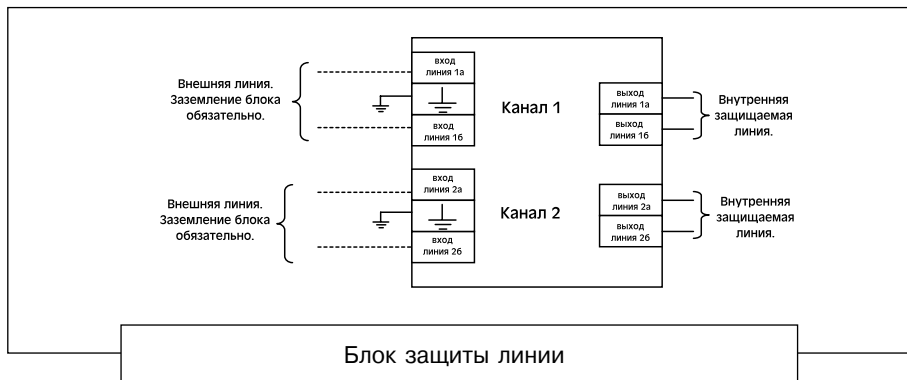 Внешняя линия.
Заземление блока
обязательно.
вход
линия 1а
вход
линия 1б
Канал 1
выход
линия 1а
выход
линия 1б
Внутренняя
защищаемая
линия.
Внешняя линия.
Заземление блока
обязательно.
вход
линия 2а
вход
линия 2б
Канал 2
выход
линия 2а
выход
линия 2б
Внутренняя
защищаемая
линия.
Блок защиты линии